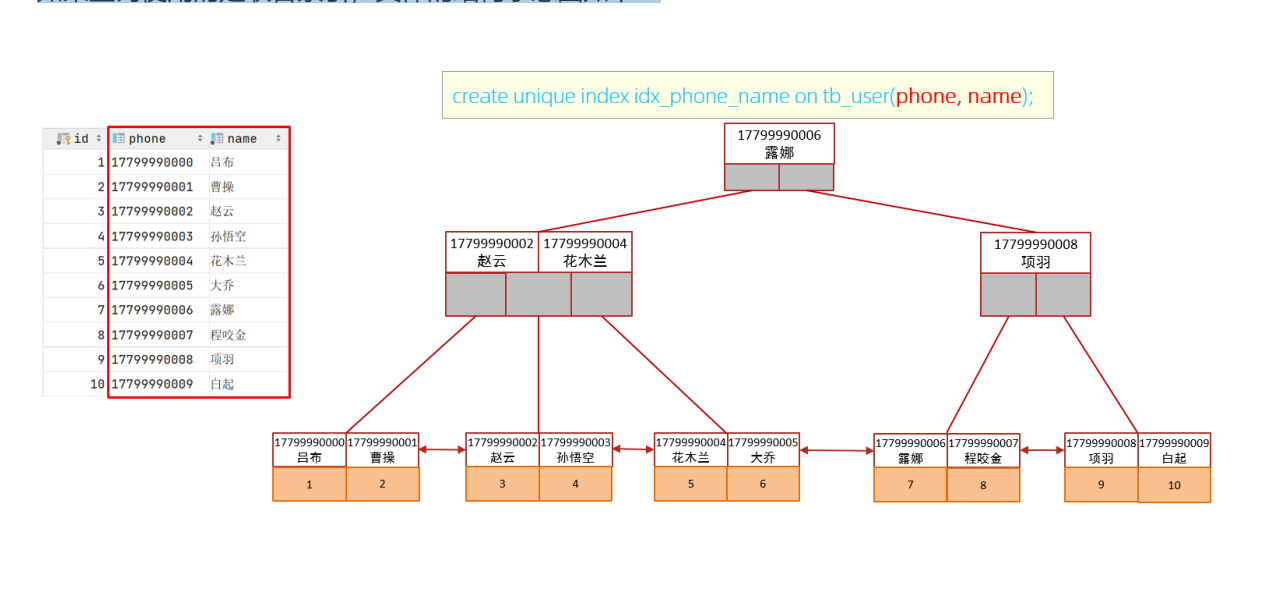 create unique index idx_phone_name on tb_user(phone, name);
id phone name
1 17799990000 吕布
2 17799990001 曹操
3 17799990002 赵云
4 17799990003 孙悟空
5 17799990004 花木兰
6 17799990005 大乔
7 17799990006 露娜
8 17799990007 程咬金
9 17799990008 项羽
10 17799990009 白起
17799990006
露娜
17799990002 17799990004
赵云 花木兰
17799990008
项羽
17799990000 17799990001
吕布 曹操
1 2
17799990002 17799990003
赵云 孙悟空
3 4
17799990004 17799990005
花木兰 大乔
5 6
17799990006 17799990007
露娜 程咬金
7 8
17799990008 17799990009
项羽 白起
9 10